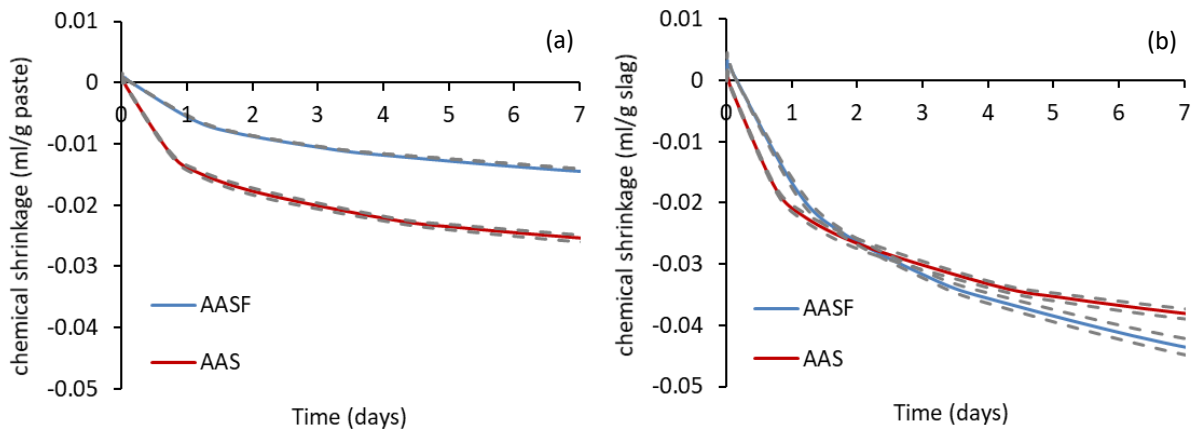 0.01
0
-0.01
-0.02
-0.03
-0.04
-0.05
0 1 2 3 4 5 6 7
chemical shrinkage (ml/g paste)
Time (days)
(a)
AASF
AAS
0.01
0
-0.01
-0.02
-0.03
-0.04
-0.05
0 1 2 3 4 5 6 7
chemical shrinkage (ml/g slag)
Time (days)
(b)
AASF
AAS